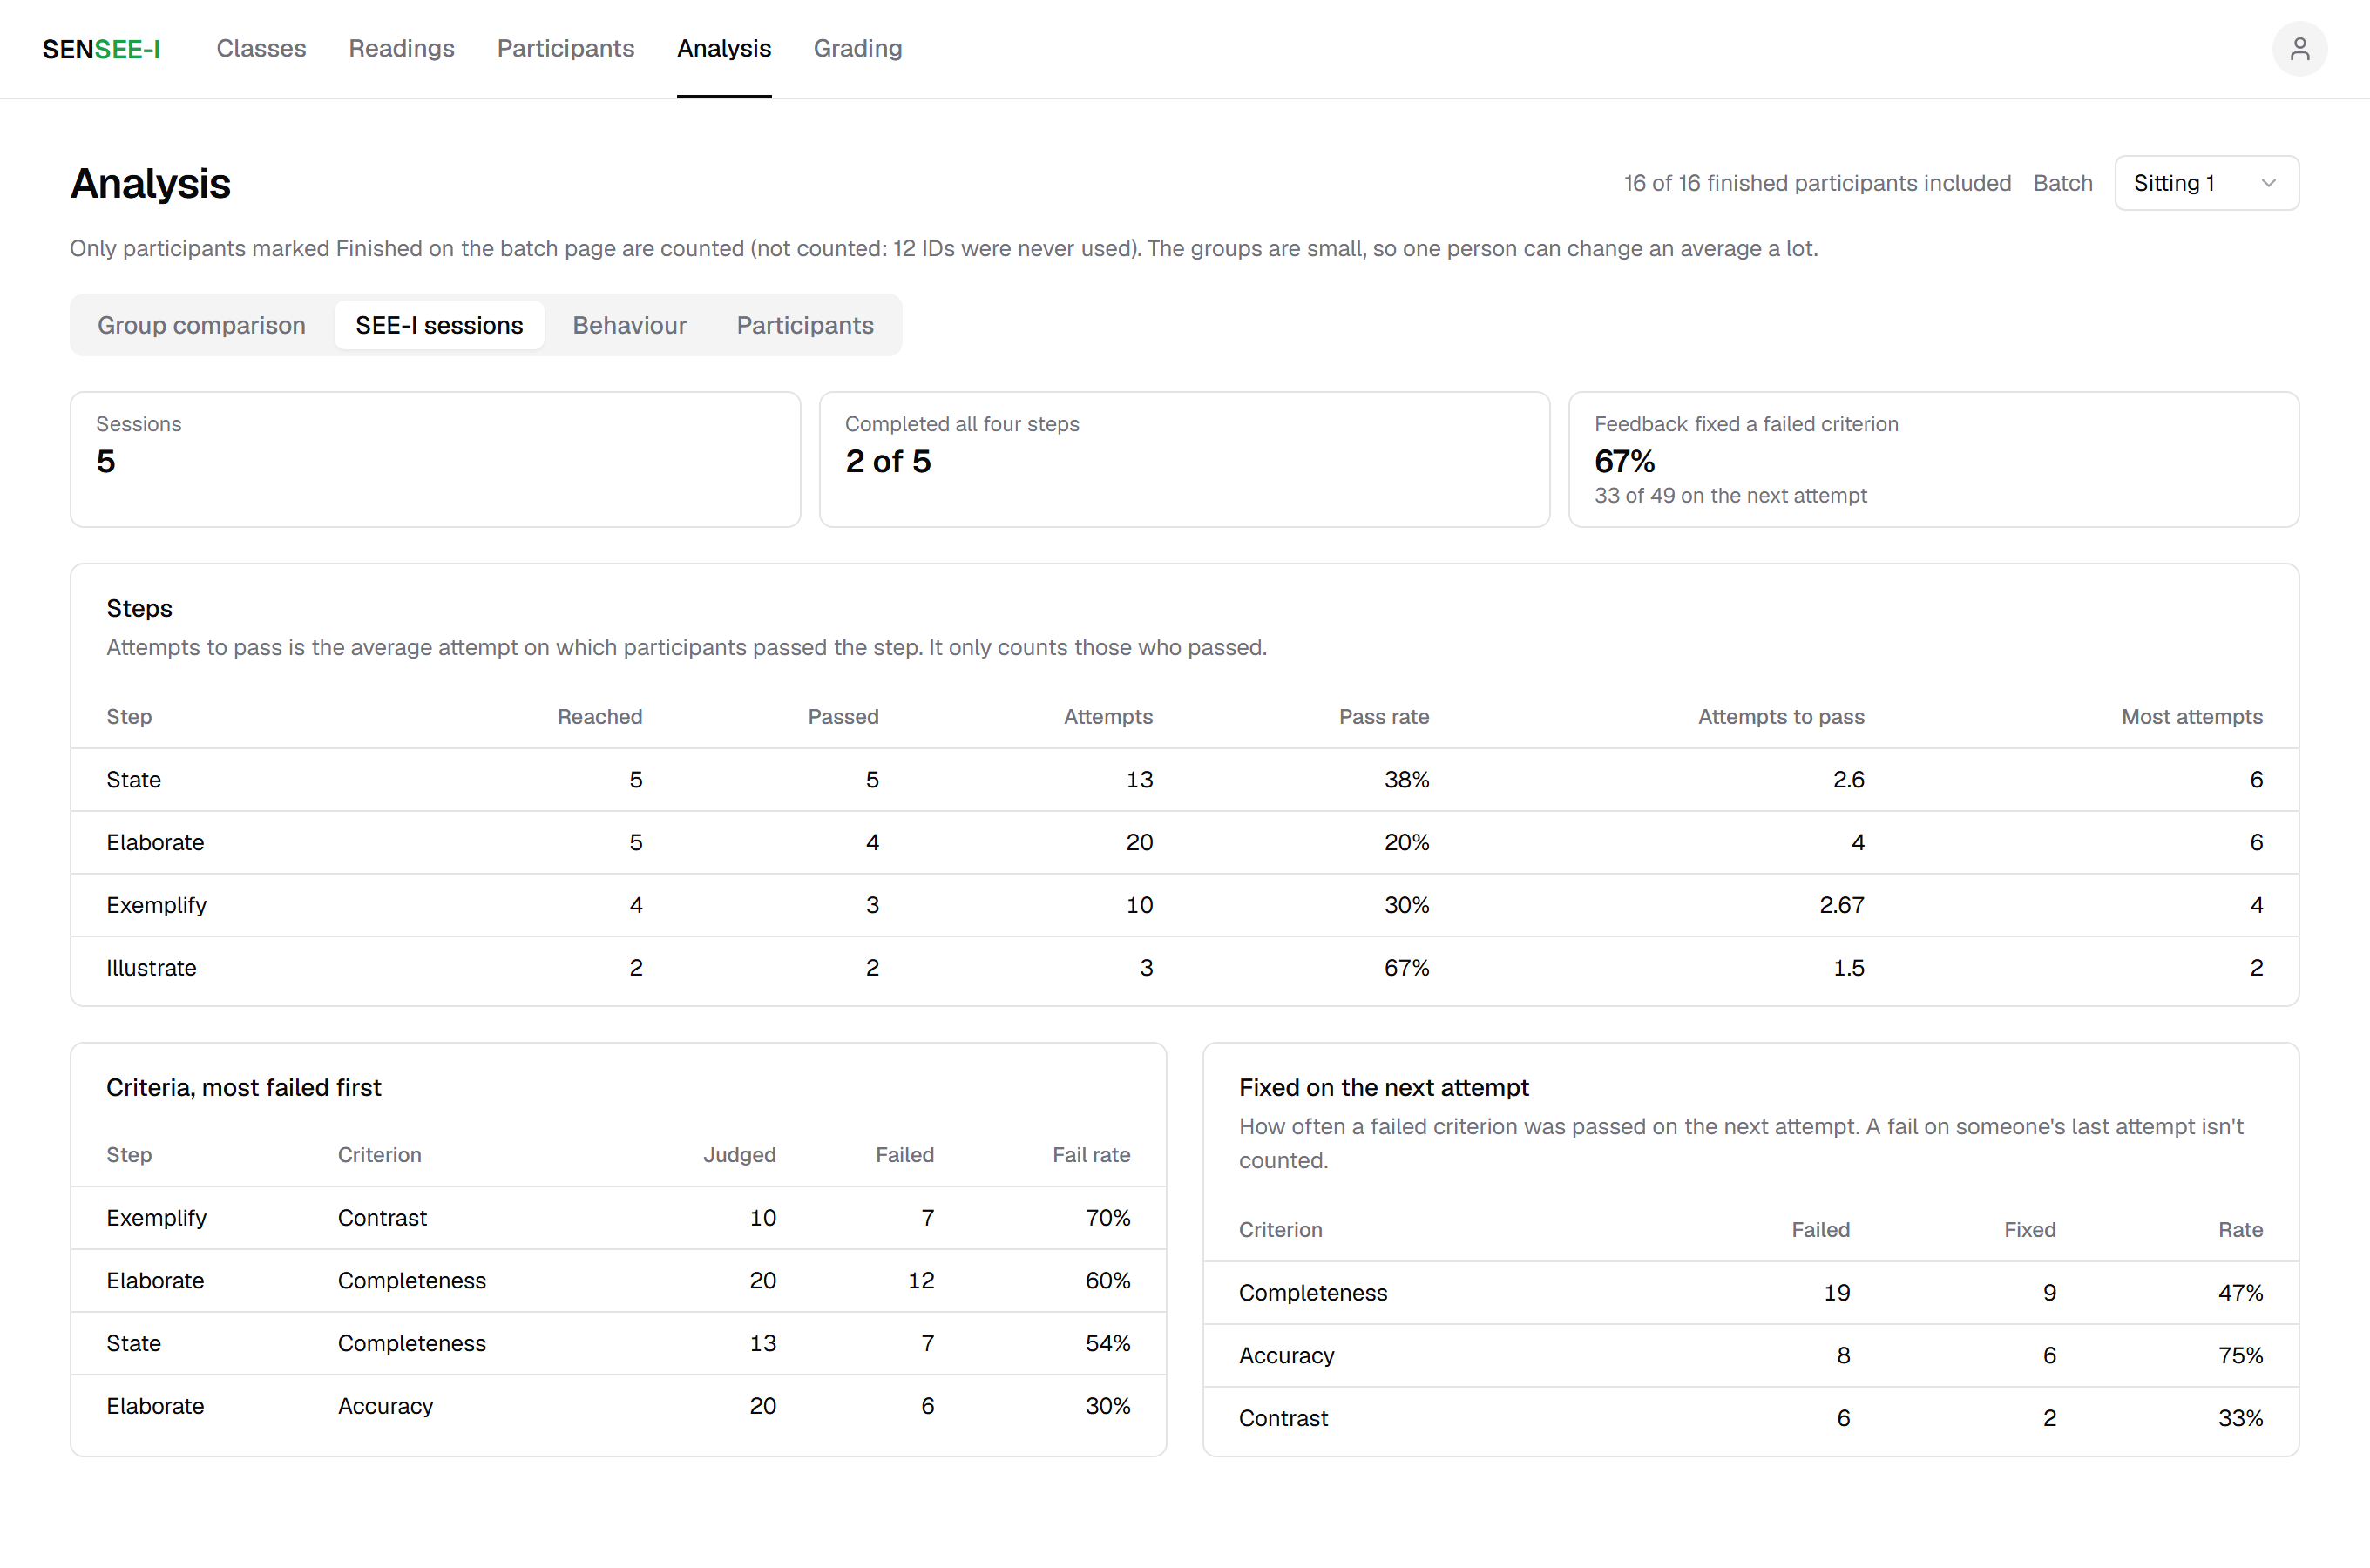 SENSEE-I Classes Readings Participants Analysis Grading
Analysis
16 of 16 finished participants included Batch Sitting 1
Only participants marked Finished on the batch page are counted (not counted: 12 IDs were never used). The groups are small, so one person can change an average a lot.
Group comparison SEE-I sessions Behaviour Participants
Sessions
5
Completed all four steps
2 of 5
Feedback fixed a failed criterion
67%
33 of 49 on the next attempt
Steps
Attempts to pass is the average attempt on which participants passed the step. It only counts those who passed.
Step Reached Passed Attempts Pass rate Attempts to pass Most attempts
State 5 5 13 38% 2.6 6
Elaborate 5 4 20 20% 4 6
Exemplify 4 3 10 30% 2.67 4
Illustrate 2 2 3 67% 1.5 2
Criteria, most failed first
Step Criterion Judged Failed Fail rate
Exemplify Contrast 10 7 70%
Elaborate Completeness 20 12 60%
State Completeness 13 7 54%
Elaborate Accuracy 20 6 30%
Fixed on the next attempt
How often a failed criterion was passed on the next attempt. A fail on someone's last attempt isn't
counted.
Criterion Failed Fixed Rate
Completeness 19 9 47%
Accuracy 8 6 75%
Contrast 6 2 33%